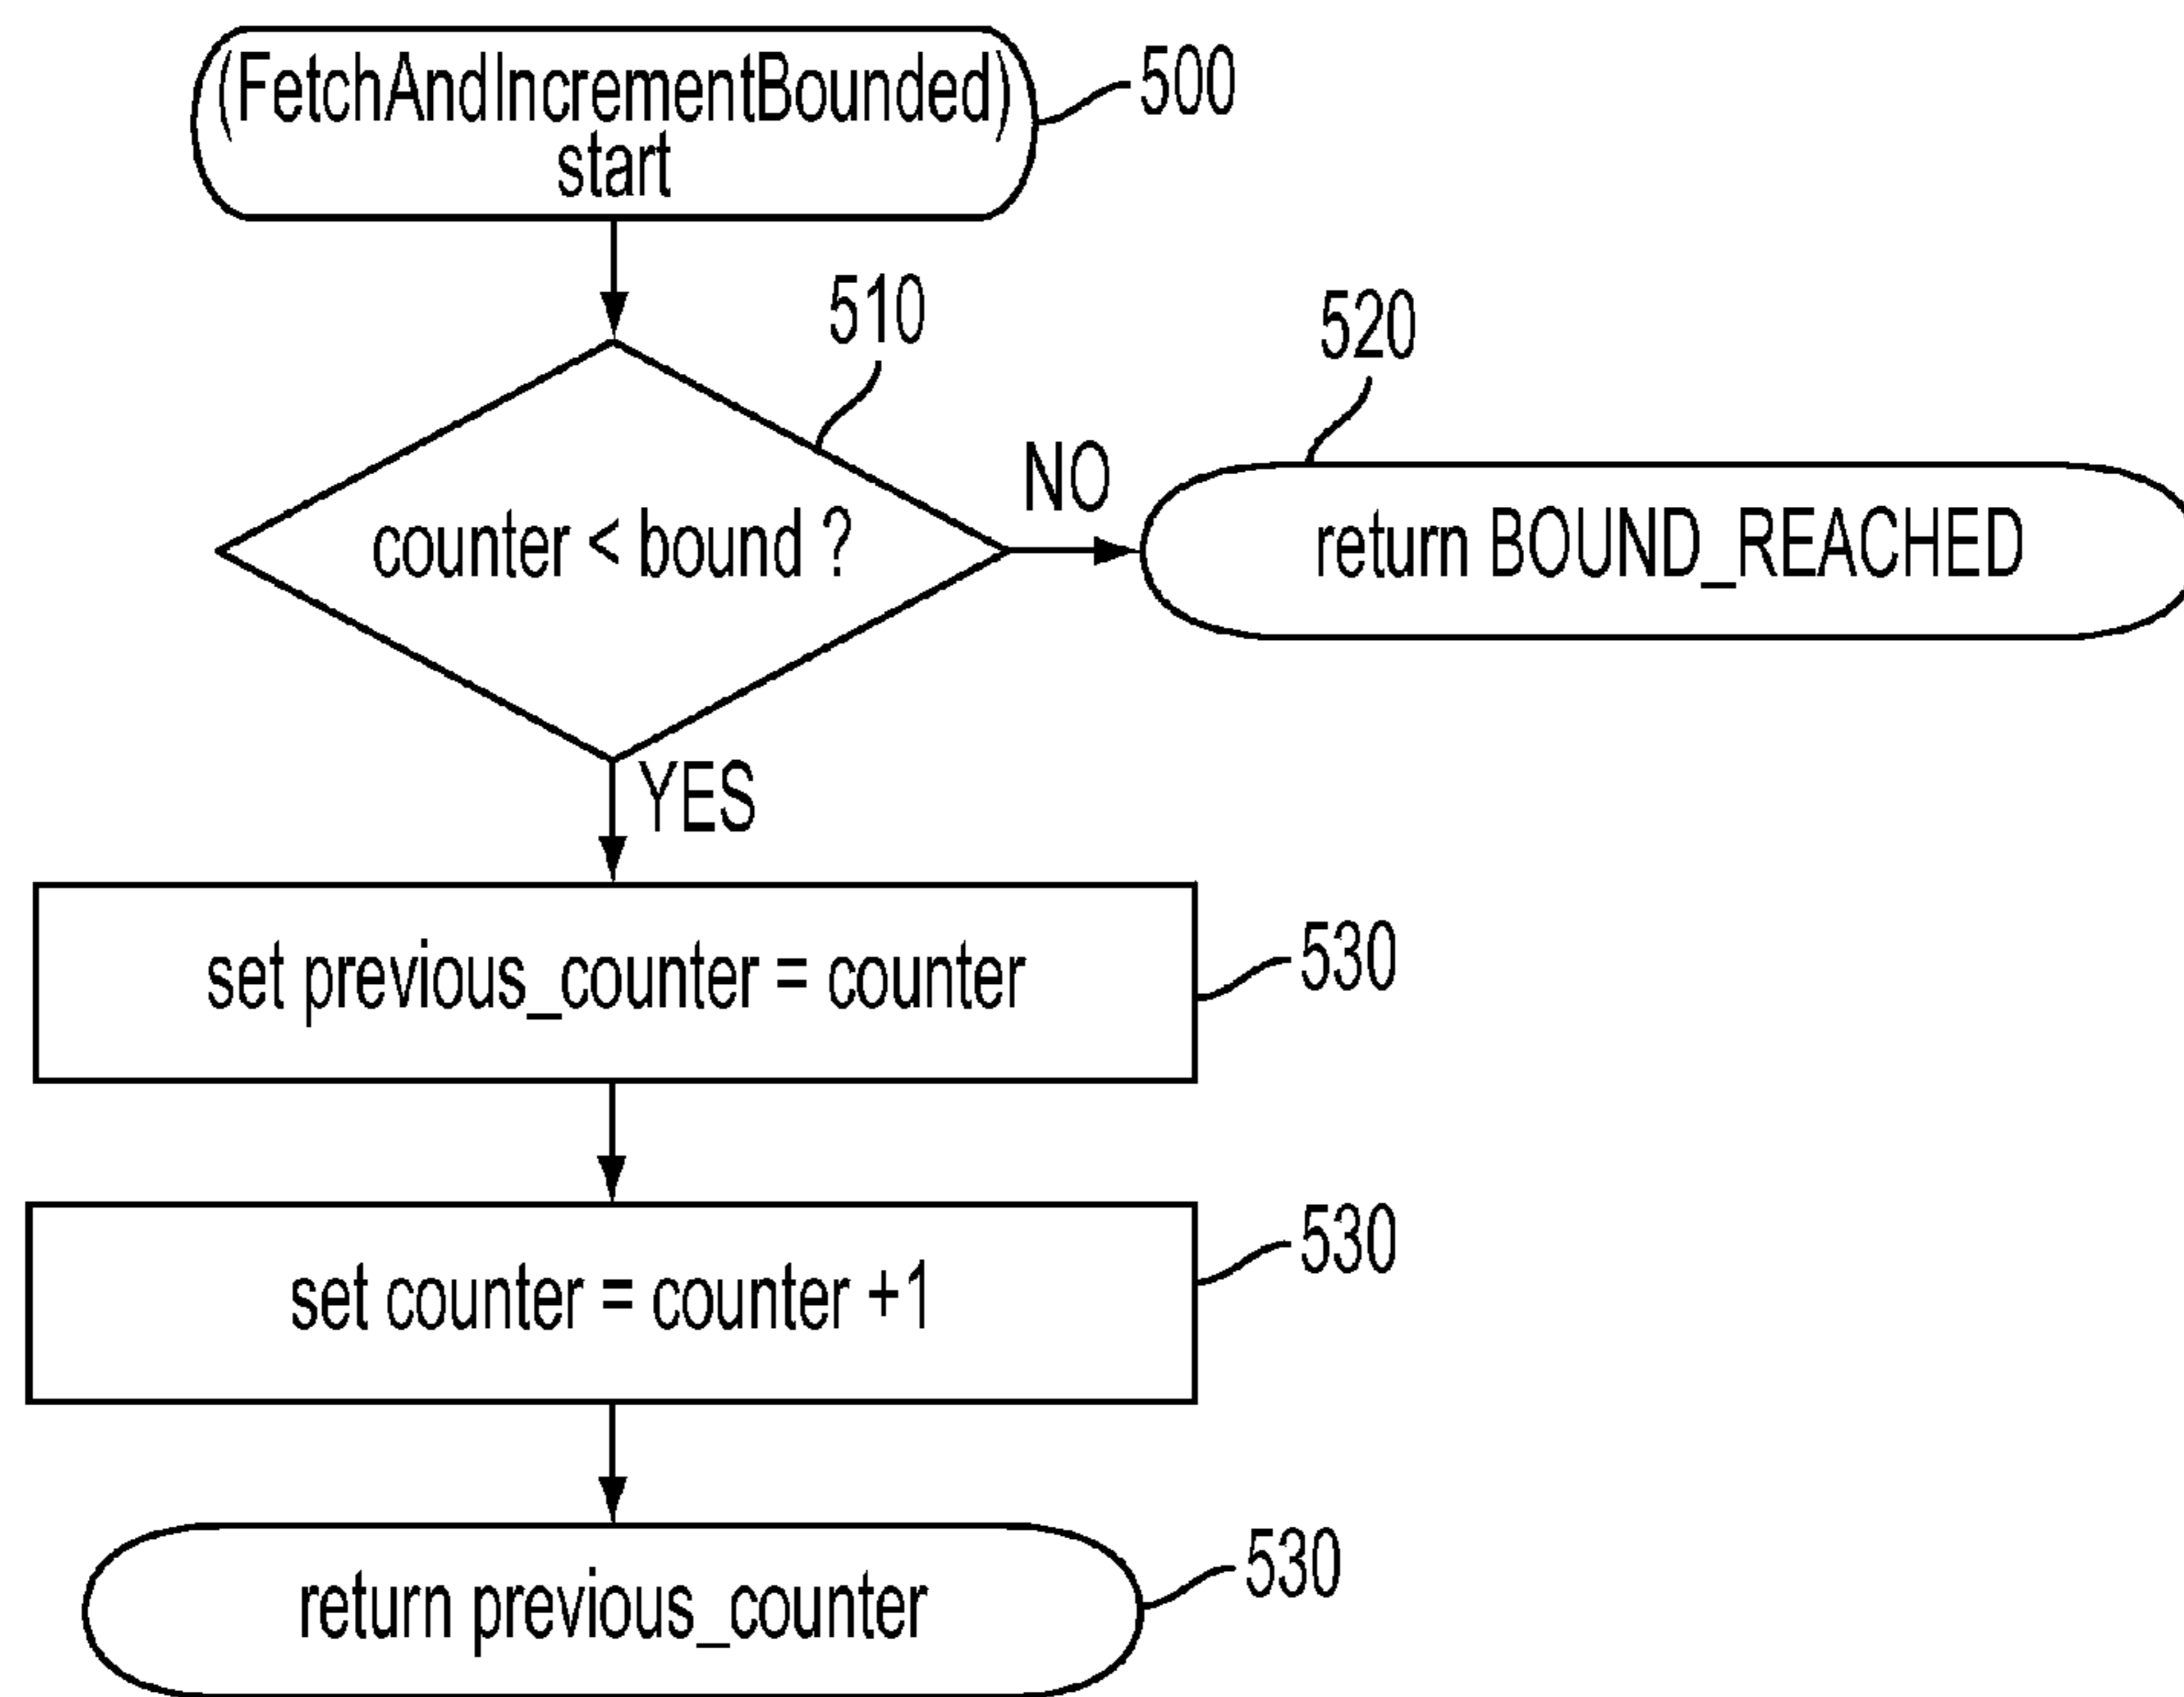 (FetchAndIncrementBounded)
start
500
510
520
counter < bound ?
NO
return BOUND_REACHED
YES
set previous_counter = counter
530
set counter = counter +1
530
return previous_counter
530